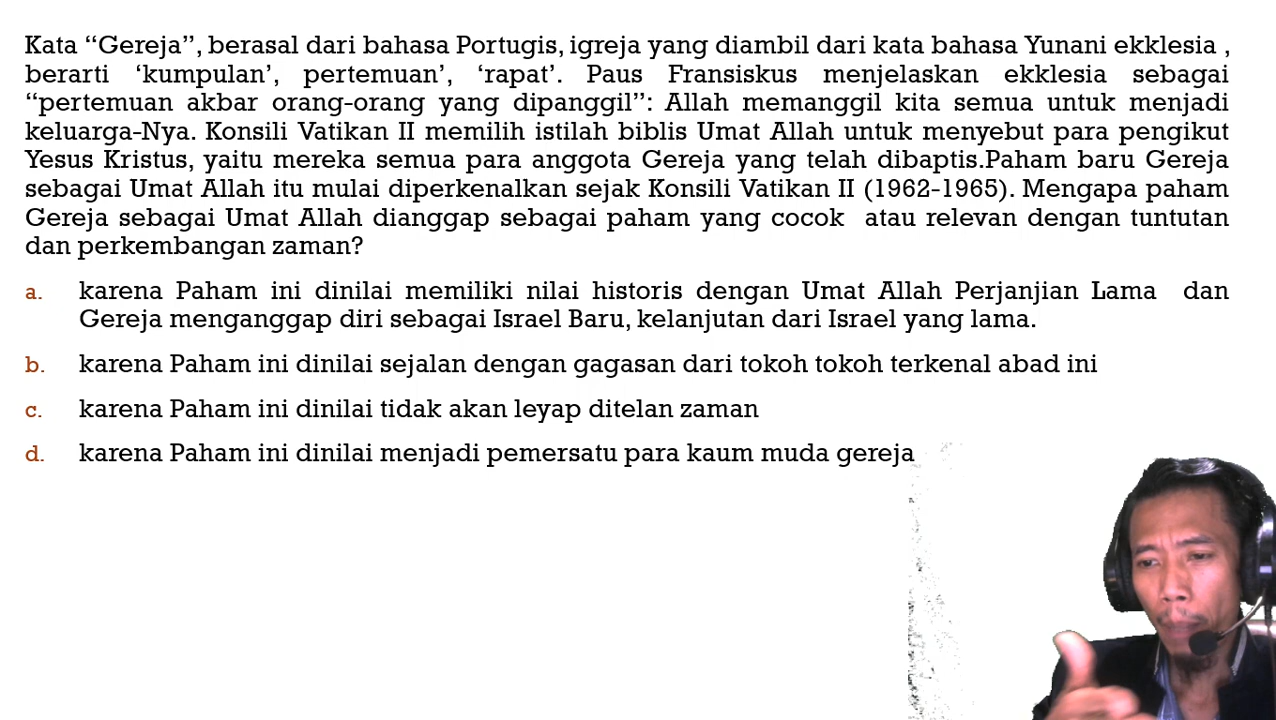 Kata “Gereja”, berasal dari bahasa Portugis, igreja yang diambil dari kata bahasa Yunani ekklesia ,
berarti ‘kumpulan’, pertemuan’, ‘rapat’. Paus Fransiskus menjelaskan ekklesia sebagai
“pertemuan akbar orang-orang yang dipanggil”: Allah memanggil kita semua untuk menjadi
keluarga-Nya. Konsili Vatikan II memilih istilah biblis Umat Allah untuk menyebut para pengikut
Yesus Kristus, yaitu mereka semua para anggota Gereja yang telah dibaptis.Paham baru Gereja
sebagai Umat Allah itu mulai diperkenalkan sejak Konsili Vatikan II (1962-1965). Mengapa paham
Gereja sebagai Umat Allah dianggap sebagai paham yang cocok atau relevan dengan tuntutan
dan perkembangan zaman?
a. karena Paham ini dinilai memiliki nilai historis dengan Umat Allah Perjanjian Lama dan
Gereja menganggap diri sebagai Israel Baru, kelanjutan dari Israel yang lama.
b. karena Paham ini dinilai sejalan dengan gagasan dari tokoh tokoh terkenal abad ini
c. karena Paham ini dinilai tidak akan leyap ditelan zaman
d. karena Paham ini dinilai menjadi pemersatu para kaum muda gereja